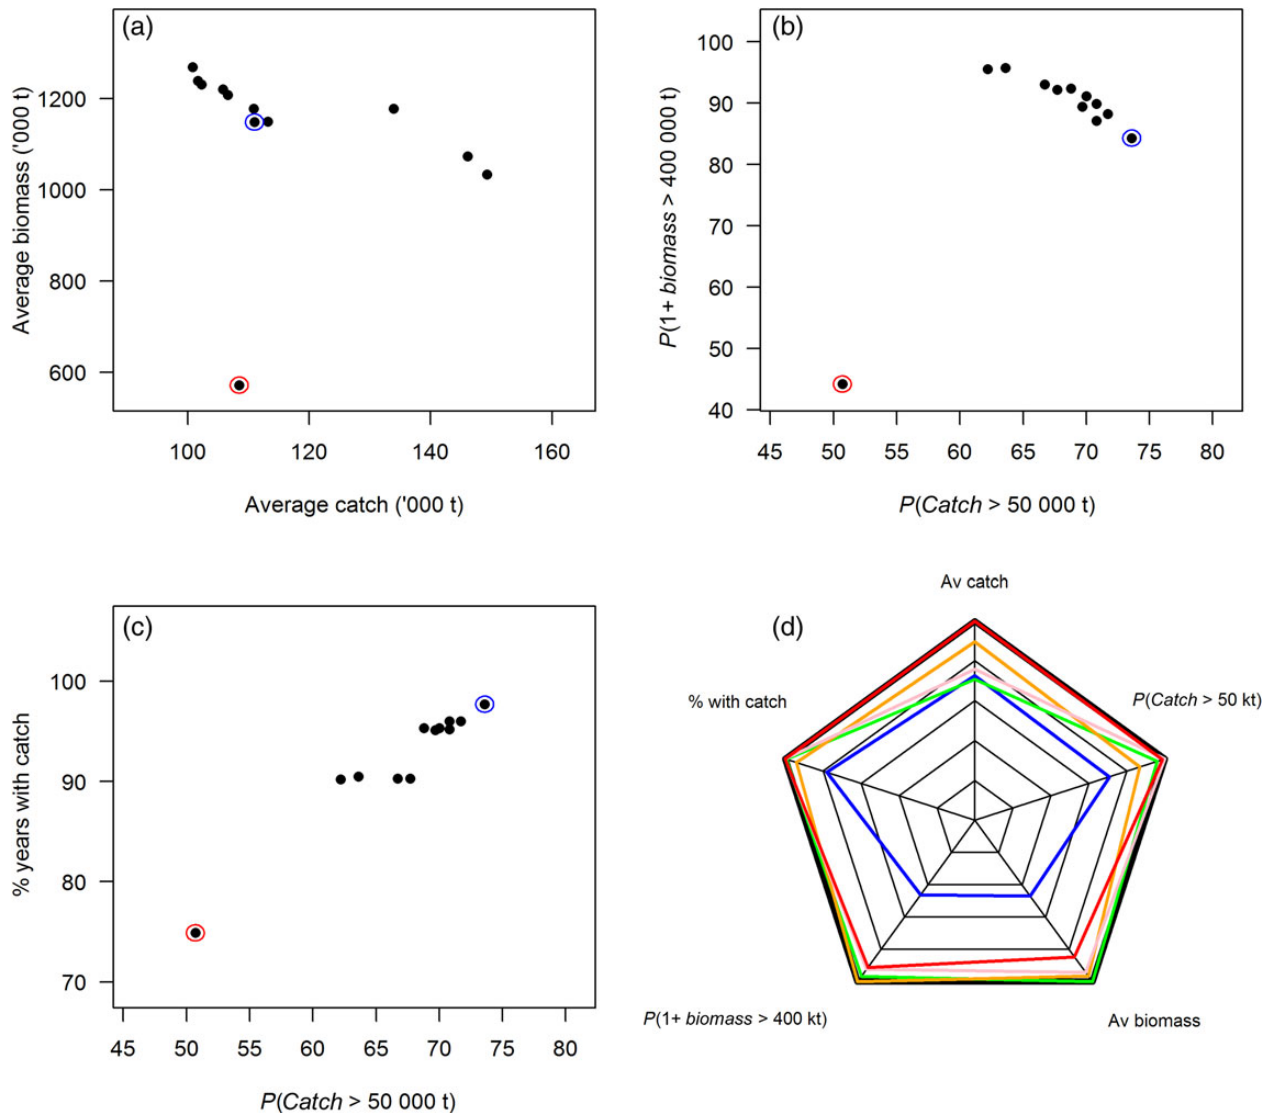 (a)
Average biomass ('000 t)
1200
1000
800
600
100 120 140 160
Average catch ('000 t)
(b)
P(1+ biomass > 400 000 t)
100
90
80
70
60
50
40
45 50 55 60 65 70 75 80
P(Catch > 50 000 t)
(c)
% years with catch
100
90
80
70
45 50 55 60 65 70 75 80
P(Catch > 50 000 t)
(d)
Av catch
% with catch
P(Catch > 50 kt)
P(1+ biomass > 400 kt)
Av biomass